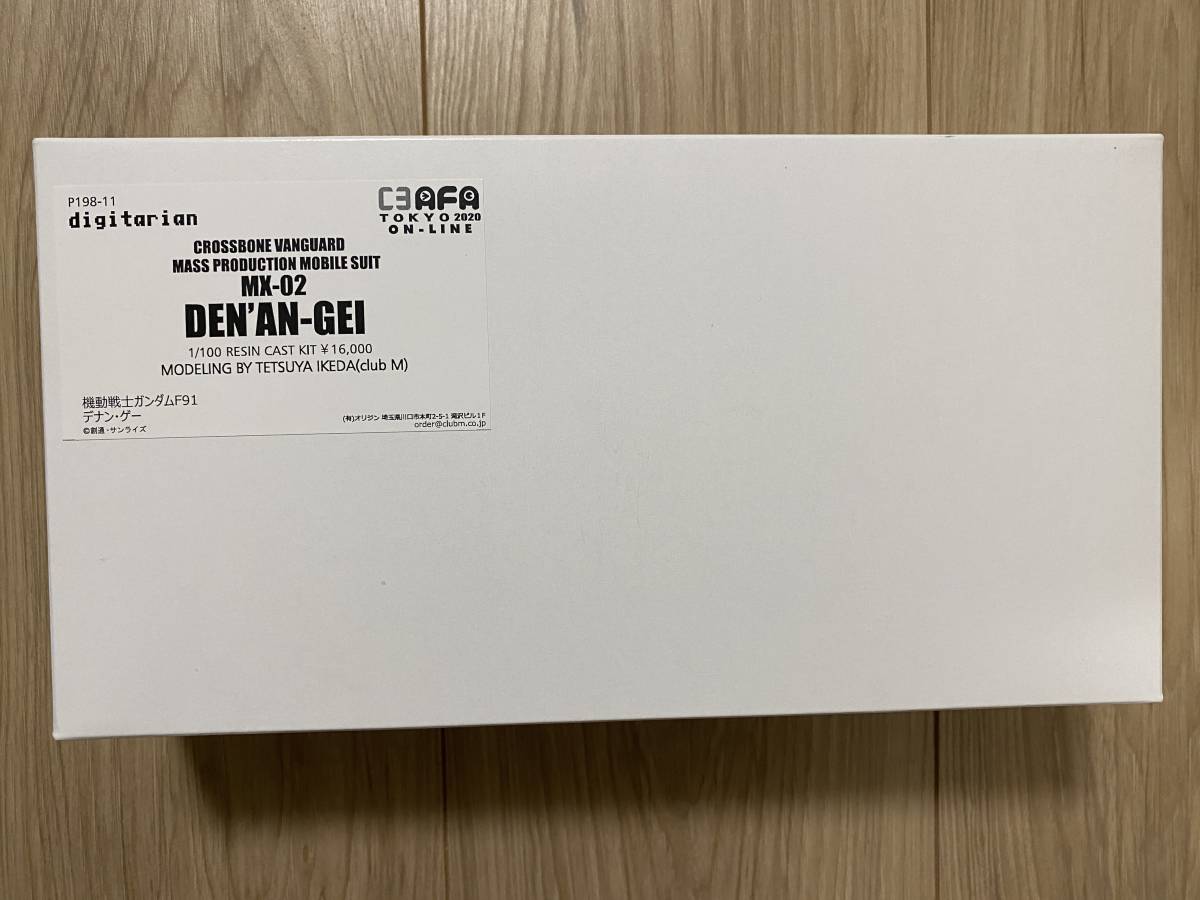 P198-11
digitarian
C3AFA
TOKYO 2020
ON-LINE
CROSSBONE VANGUARD
MASS PRODUCTION MOBILE SUIT
MX-02
DEN'AN-GEI
1/100 RESIN CAST KIT ¥16,000
MODELING BY TETSUYA IKEDA(club M)
機動戦士ガンダムF91
デナン・ゲー
©創通・サンライズ
(有)オリジン 埼玉県川口市本町2-5-1 滝沢ビル1F
order@clubm.co.jp